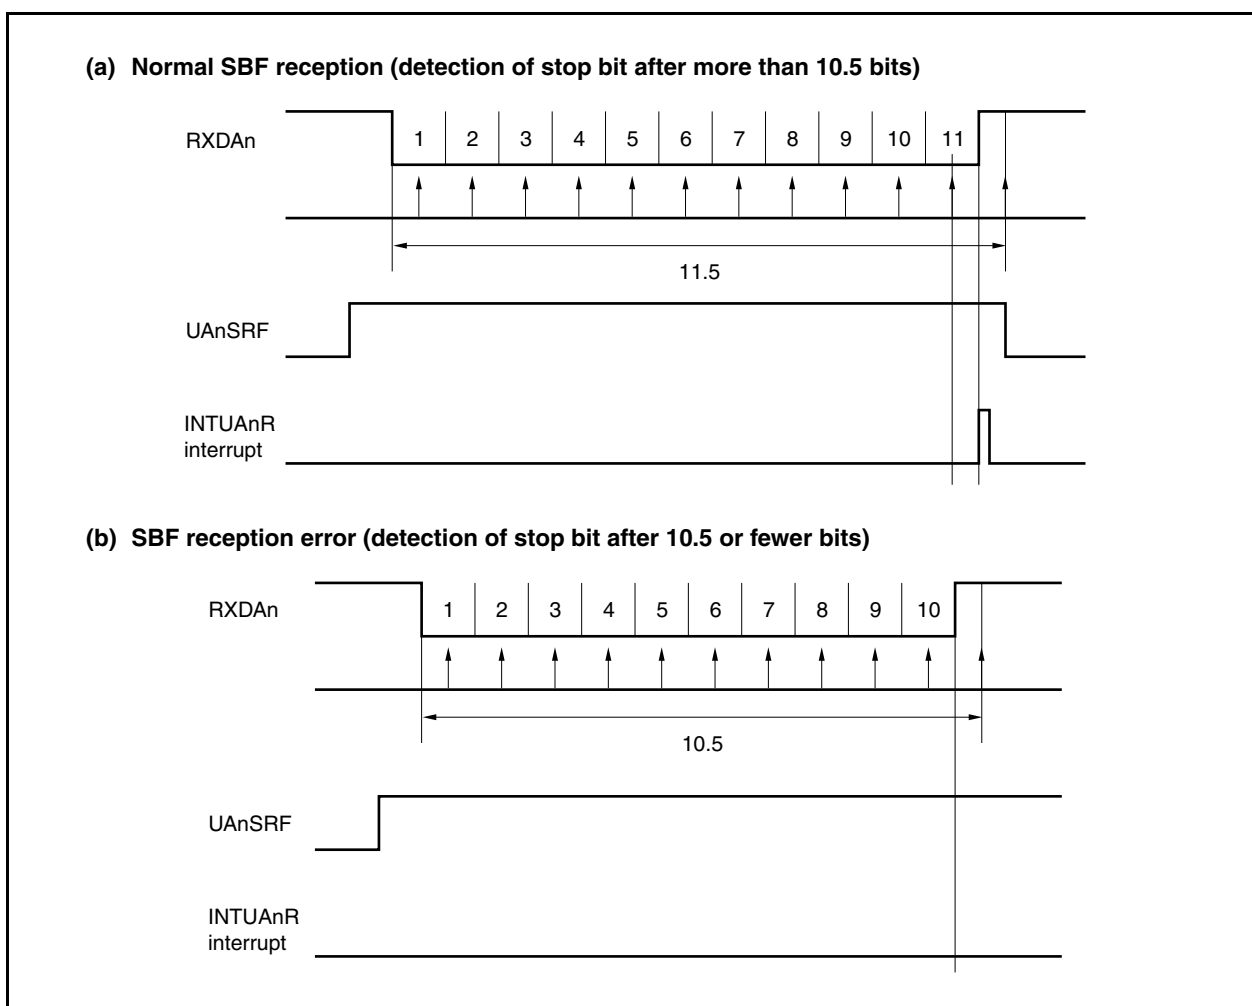 (a) Normal SBF reception (detection of stop bit after more than 10.5 bits)
RXDAn
1 2 3 4 5 6 7 8 9 10 11
11.5
UAnSRF
INTUAnR
interrupt
(b) SBF reception error (detection of stop bit after 10.5 or fewer bits)
RXDAn
1 2 3 4 5 6 7 8 9 10
10.5
UAnSRF
INTUAnR
interrupt